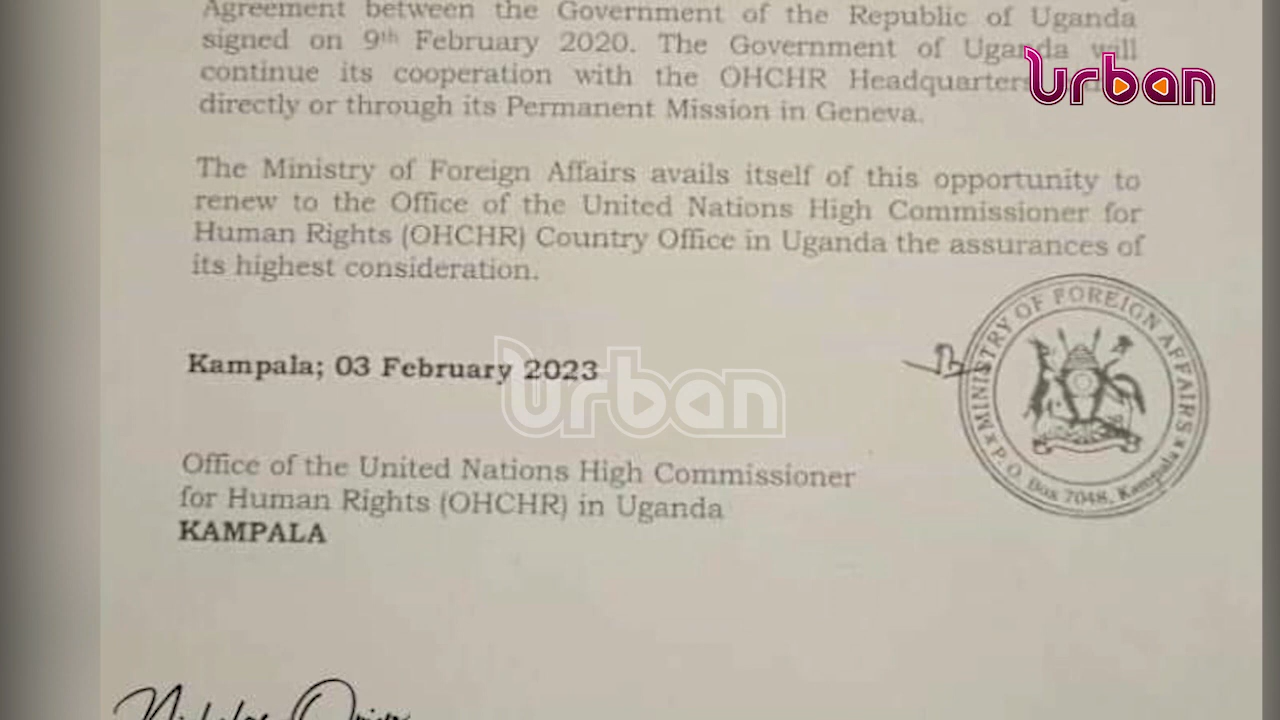 Agreement between the Government of the Republic of Uganda
signed on 9th February 2020. The Government of Uganda will
continue its cooperation with the OHCHR Headquarters
directly or through its Permanent Mission in Geneva.
urban
The Ministry of Foreign Affairs avails itself of this opportunity to
renew to the Office of the United Nations High Commissioner for
Human Rights (OHCHR) Country Office in Uganda the assurances of
its highest consideration.
MINISTRY OF FOREIGN AFFAIRS
P. O. Box 7048, Kampala
Kampala; 03 February 2023
urban
Office of the United Nations High Commissioner
for Human Rights (OHCHR) in Uganda
KAMPALA